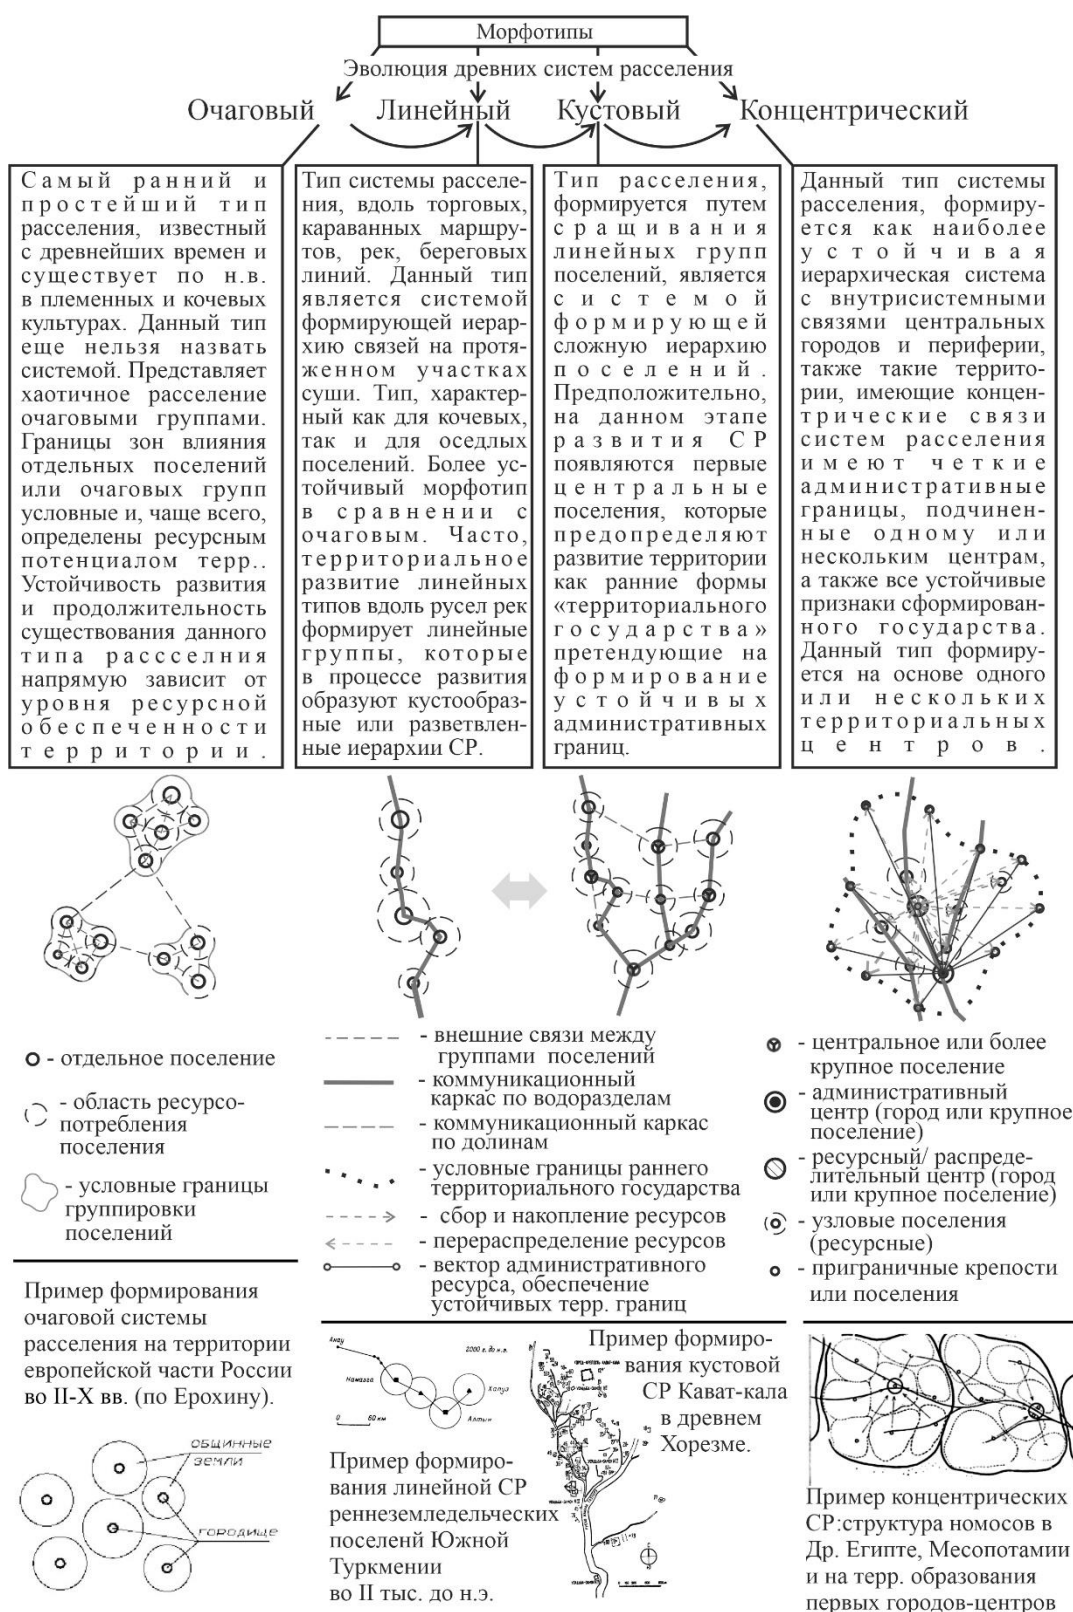 Морфотипы
Эволюция древних систем расселения
Очаговый
Линейный
Кустовый
Концентрический
Самый ранний и
простейший тип
расселения, известный
с древнейших времен и
существует по н.в.
в племенных и кочевых
культурах. Данный тип
еще нельзя назвать
системой. Представляет
хаотичное расселение
очаговыми группами.
Границы зон влияния
отдельных поселений
или очаговых групп
условные и, чаще всего,
определены ресурсным
потенциалом терр..
Устойчивость развития
и продолжительность
существования данного
типа рассселния
напрямую зависит от
уровня ресурсной
обеспеченности
территории.
Тип системы расселе-
ния, вдоль торговых,
караванных маршру-
тов, рек, береговых
линий. Данный тип
является системой
формирующей иерар-
хию связей на протя-
женном участках
суши. Тип, характер-
ный как для кочевых,
так и для оседлых
поселений. Более ус-
тойчивый морфотип
в сравнении с
очаговым. Часто,
территориальное
развитие линейных
типов вдоль русел рек
формирует линейные
группы, которые
в процессе развития
образуют кустообраз-
ные или разветвлен-
ные иерархии СР.
Тип расселения,
формируется путем
сращивания
линейных групп
поселений, является
системой
формирующей
сложную иерархию
поселений.
Предположительно,
на данном этапе
развития СР
появляются первые
центральные
поселения, которые
предопределяют
развитие территории
как ранние формы
«территориального
государства»
претендующие на
формирование
устойчивых
административных
границ.
Данный тип системы
расселения, формиру-
ется как наиболее
устойчивая
иерархическая система
с внутрисистемными
связями центральных
городов и периферии,
также такие террито-
рии, имеющие концен-
трические связи
систем расселения
имеют четкие
административные
границы, подчинен-
ные одному или
нескольким центрам,
а также все устойчивые
признаки сформирован-
ного государства.
Данный тип формиру-
ется на основе одного
или нескольких
территориальных
центров.
- отдельное поселение
- область ресурсо-
потребления
поселения
- условные границы
группировки
поселений
- внешние связи между
группами поселений
- коммуникационный
каркас по водоразделам
- коммуникационный каркас
по долинам
- условные границы раннего
территориального государства
- сбор и накопление ресурсов
- перераспределение ресурсов
- вектор административного
ресурса, обеспечение
устойчивых терр. границ
- центральное или более
крупное поселение
- административный
центр (город или крупное
поселение)
- ресурсный/ распреде-
лительный центр (город
или крупное поселение)
- узловые поселения
(ресурсные)
- приграничные крепости
или поселения
Пример формирования
очаговой системы
расселения на территории
европейской части России
во II-X вв. (по Ерохину).
общинные
земли
городище
Анау
2000 г. до н.э.
Намазга
Хапуз
Алтын
0 60 км
Пример формиро-
вания линейной СР
реннеземледельческих
поселенй Южной
Туркмении
во II тыс. до н.э.
Пример формиро-
вания кустовой
СР Кават-кала
в древнем
Хорезме.
Пример концентрических
СР:структура номосов в
Др. Египте, Месопотамии
и на терр. образования
первых городов-центров